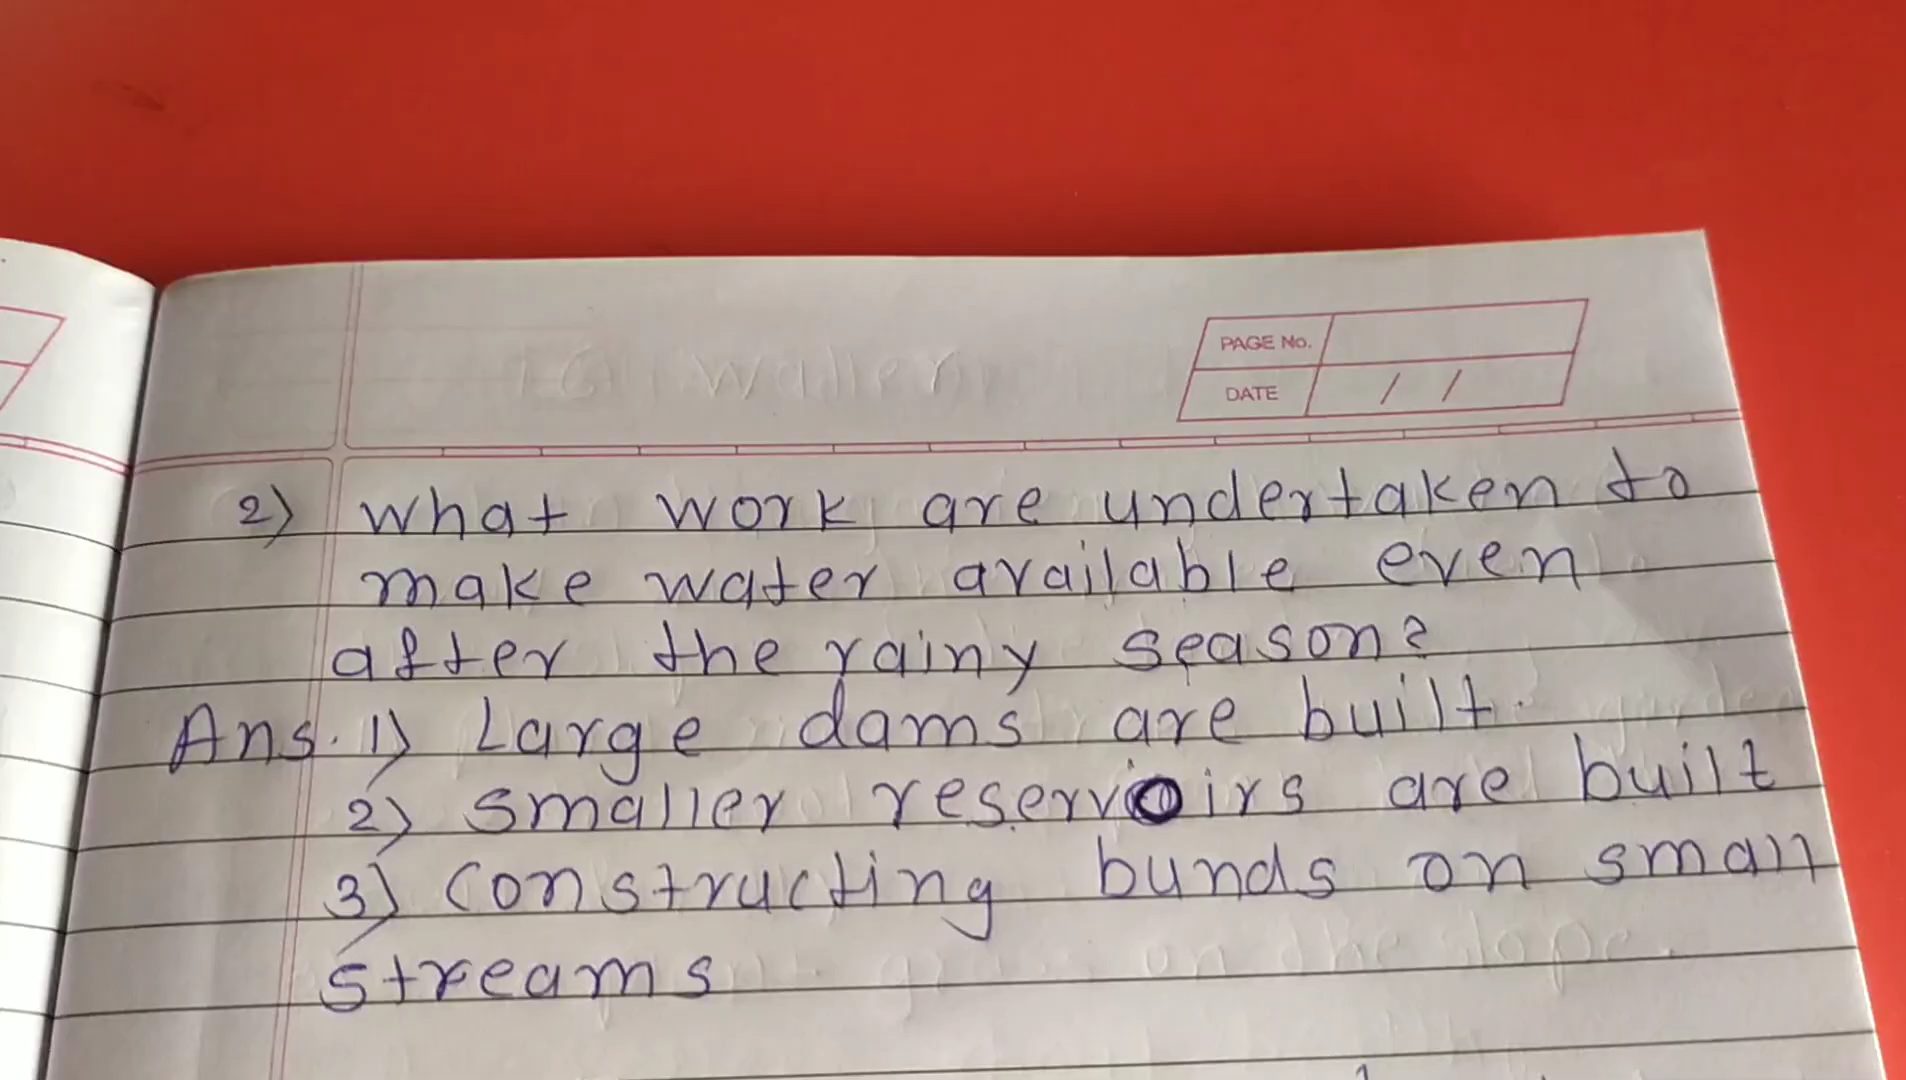 PAGE No.
DATE / /
2) What work are undertaken to
make water available even
after the rainy season?
Ans. 1) Large dams are built.
2) smaller reservoirs are built
3) Constructing bunds on small
streams